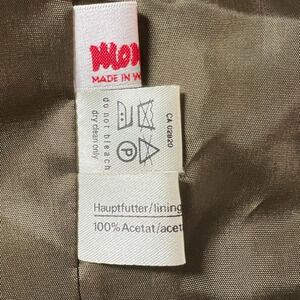 MADE IN W
CA 02820
do not bleach
dry clean only
P
Hauptfutter/lining
100%Acetat/acet